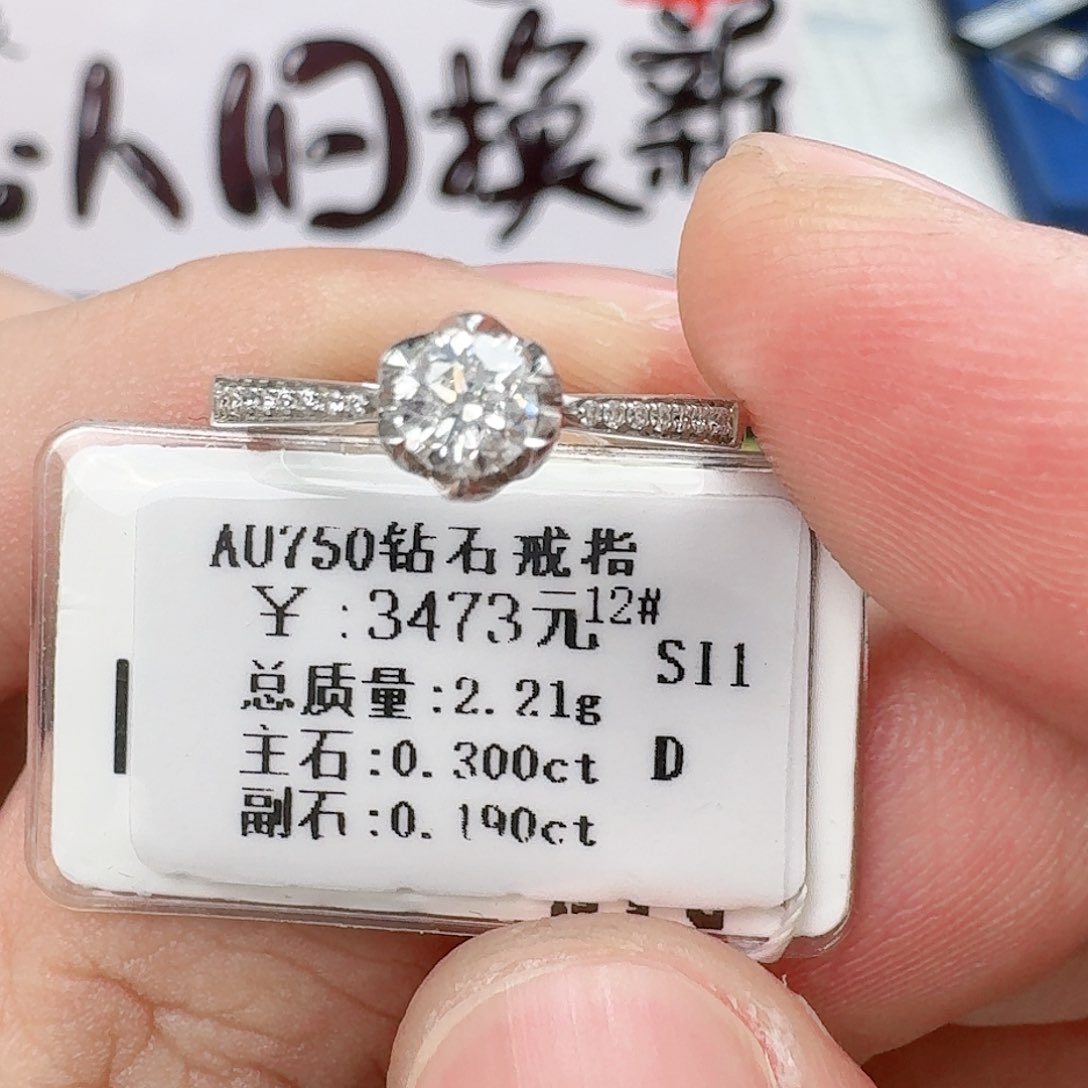 以旧换新
AU750钻石戒指
￥:3473元12#
SI1
总质量:2.21g
主石:0.300ct D
副石:0.190ct